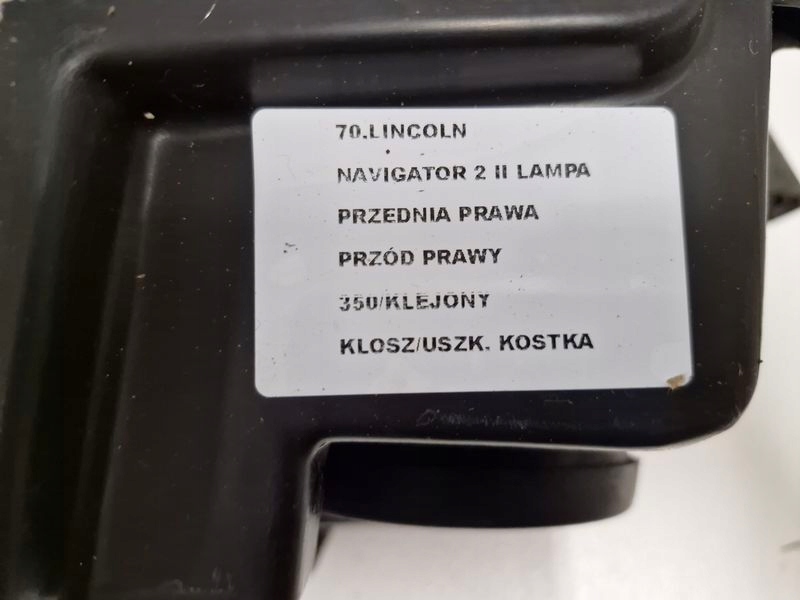 70.LINCOLN
NAVIGATOR 2 II LAMPA
PRZEDNIA PRAWA
PRZÓD PRAWY
350/KLEJONY
KLOSZ/USZK. KOSTKA